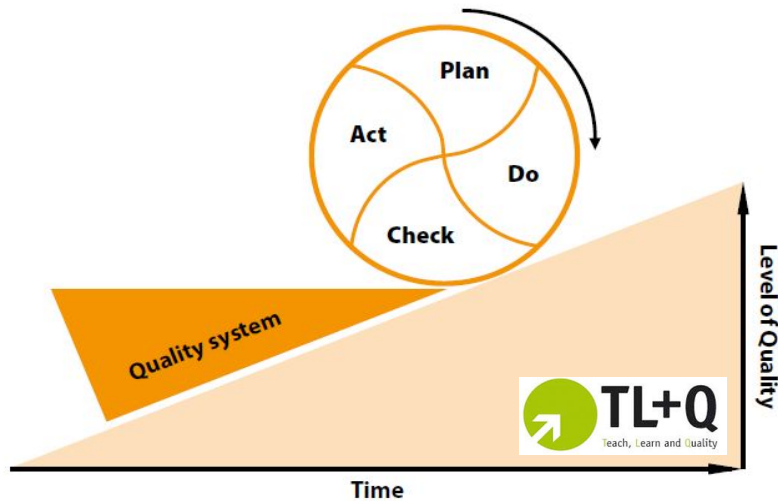 Plan
Act
Do
Check
Quality system
Level of Quality
TL+Q
Teach, Learn and Quality
Time